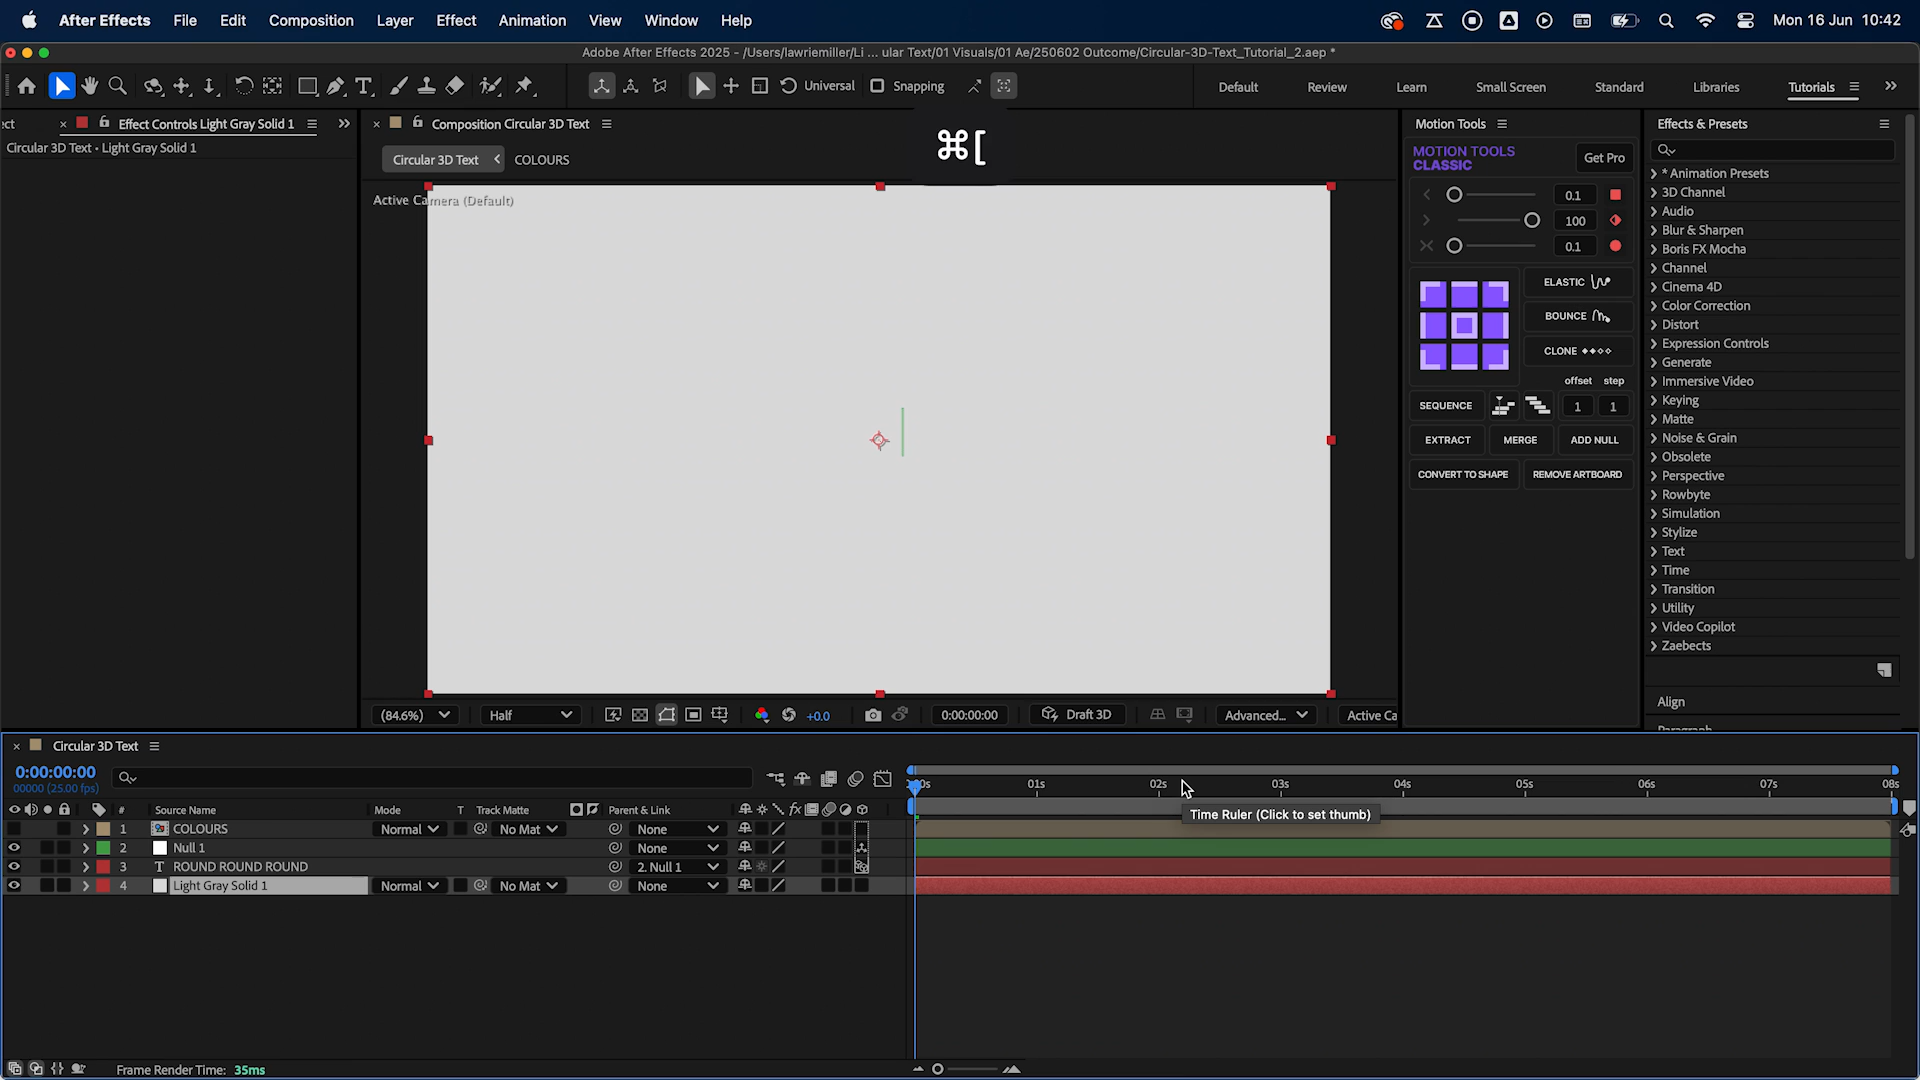 After Effects File Edit Composition Layer Effect Animation View Window Help Mon 16 Jun 10:42
Adobe After Effects 2025 - /Users/lawriemiller/Li ... ular Text/01 Visuals/01 Ae/250602 Outcome/Circular-3D-Text_Tutorial_2.aep *
Universal Snapping Default Review Learn Small Screen Standard Libraries Tutorials
ect Effect Controls Light Gray Solid 1
Circular 3D Text • Light Gray Solid 1
Composition Circular 3D Text
Circular 3D Text COLOURS
⌘[
Active Camera (Default)
(84.6%) Half +0.0 0:00:00:00 Draft 3D Advanced... Active Ca
Motion Tools
MOTION TOOLS
CLASSIC
Get Pro
0.1
100
0.1
ELASTIC
BOUNCE
CLONE
offset step
SEQUENCE 1 1
EXTRACT MERGE ADD NULL
CONVERT TO SHAPE REMOVE ARTBOARD
Effects & Presets
* Animation Presets
3D Channel
Audio
Blur & Sharpen
Boris FX Mocha
Channel
Cinema 4D
Color Correction
Distort
Expression Controls
Generate
Immersive Video
Keying
Matte
Noise & Grain
Obsolete
Perspective
Rowbyte
Simulation
Stylize
Text
Time
Transition
Utility
Video Copilot
Zaebects
Align
Paragraph
Circular 3D Text
0:00:00:00
00000 (25.00 fps)
# Source Name Mode T Track Matte Parent & Link
1 COLOURS Normal No Mat None
2 Null 1 None
3 T ROUND ROUND ROUND 2. Null 1
4 Light Gray Solid 1 Normal No Mat None
00s 01s 02s 03s 04s 05s 06s 07s 08s
Time Ruler (Click to set thumb)
Frame Render Time: 35ms